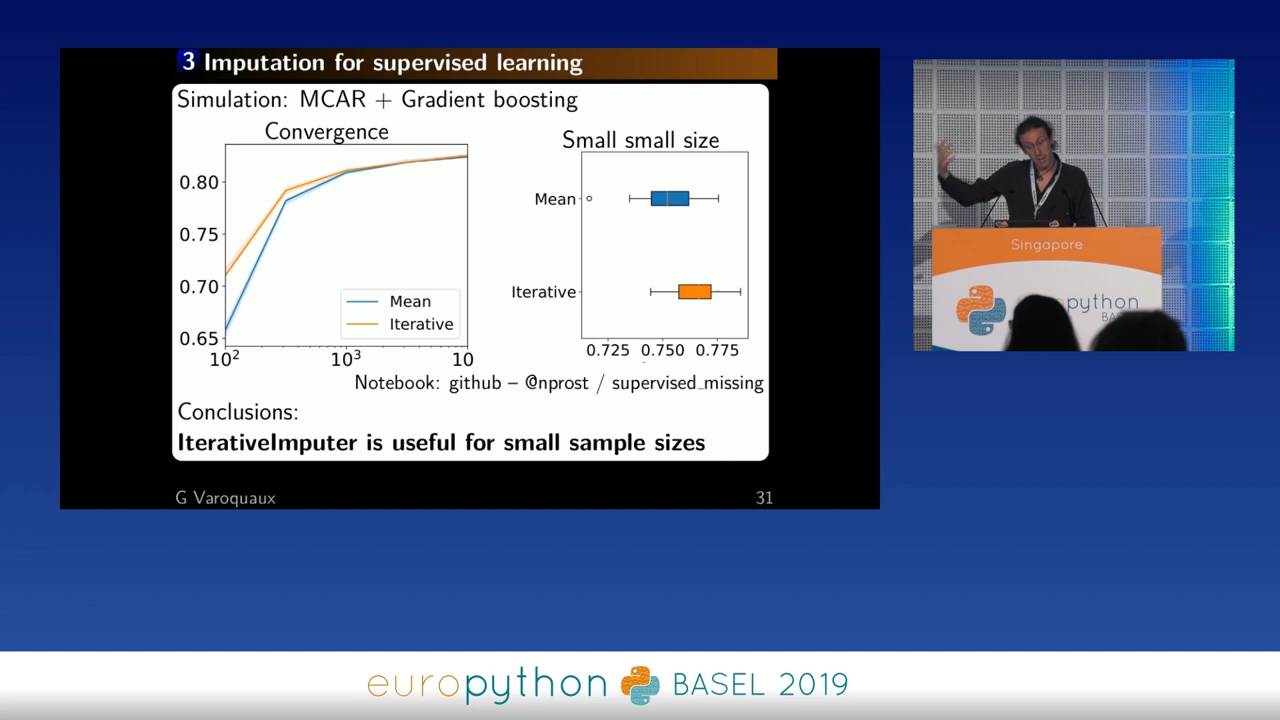 3 Imputation for supervised learning
Simulation: MCAR + Gradient boosting
Convergence
0.80
0.75
0.70
0.65
10²
10³
10
Mean
Iterative
Small small size
Mean
Iterative
0.725 0.750 0.775
Notebook: github – @nprost / supervised_missing
Conclusions:
IterativeImputer is useful for small sample sizes
G Varoquaux
31
Singapore
python
BAS
europython BASEL 2019